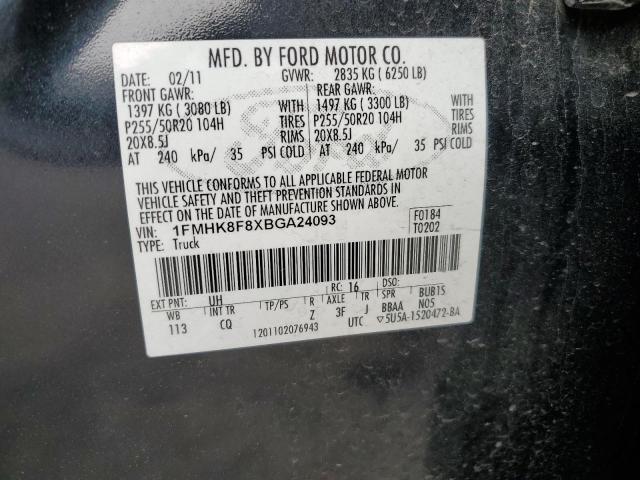 MFD. BY FORD MOTOR CO.
DATE: 02/11 GVWR: 2835 KG ( 6250 LB)
FRONT GAWR: REAR GAWR:
1397 KG ( 3080 LB) WITH 1497 KG ( 3300 LB) WITH
P255/50R20 104H TIRES P255/50R20 104H TIRES
20X8.5J RIMS 20X8.5J RIMS
AT 240 kPa/ 35 PSI COLD AT 240 kPa/ 35 PSI COLD
THIS VEHICLE CONFORMS TO ALL APPLICABLE FEDERAL MOTOR
VEHICLE SAFETY AND THEFT PREVENTION STANDARDS IN
EFFECT ON THE DATE OF MANUFACTURE SHOWN ABOVE.
VIN: 1FMHK8F8XBGA24093 F0184
TYPE: Truck T0202
EXT PNT: UH RC: 16 DSO:
WB INT TR TP/PS R AXLE TR SPR BUB1S
113 CQ Z 3F J BBAA N05
1201102076943 UTC ▽5U5A-1520472-BA